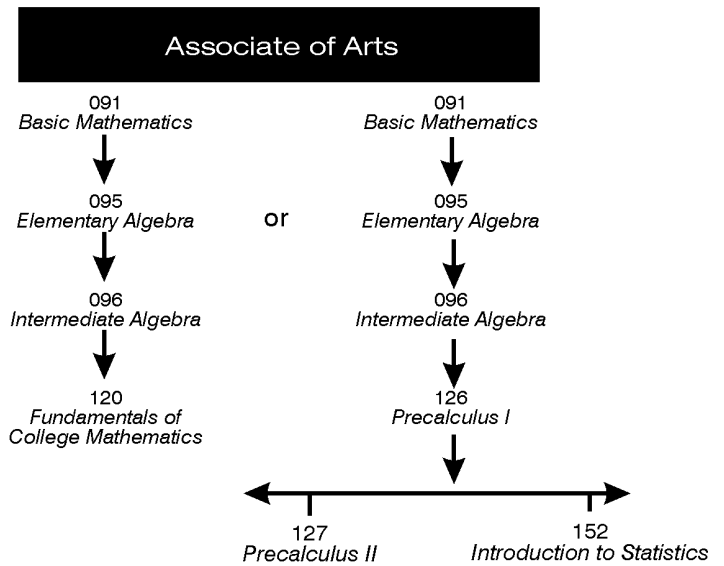 Associate of Arts
091
Basic Mathematics
095
Elementary Algebra
096
Intermediate Algebra
120
Fundamentals of
College Mathematics
or
091
Basic Mathematics
095
Elementary Algebra
096
Intermediate Algebra
126
Precalculus I
127
Precalculus II
152
Introduction to Statistics